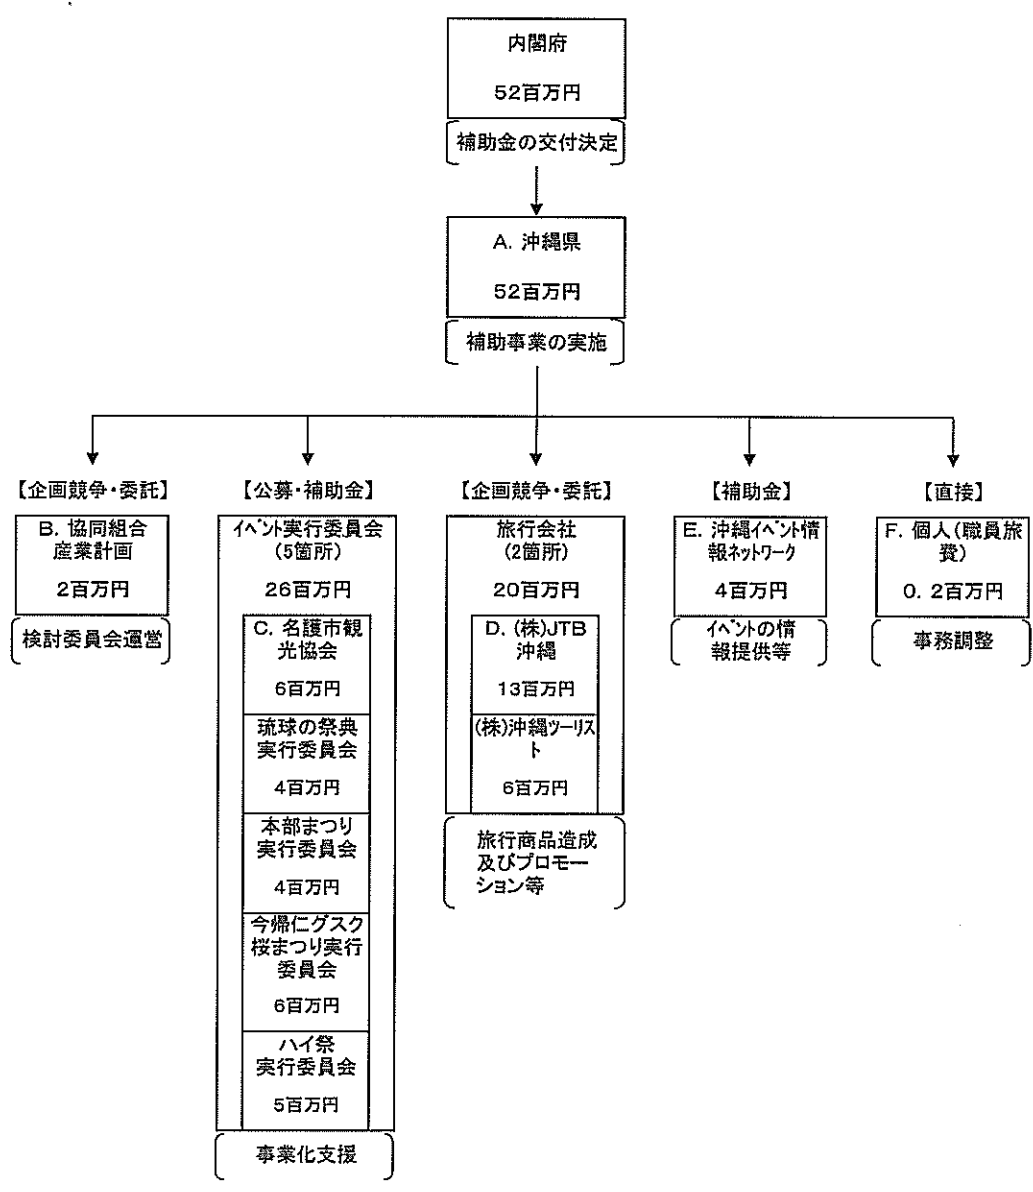 内閣府
52百万円
補助金の交付決定
A. 沖縄県
52百万円
補助事業の実施
【企画競争・委託】
B. 協同組合
産業計画
2百万円
検討委員会運営
【公募・補助金】
イベント実行委員会
(5箇所)
26百万円
C. 名護市観
光協会
6百万円
琉球の祭典
実行委員会
4百万円
本部まつり
実行委員会
4百万円
今帰仁グスク
桜まつり実行
委員会
6百万円
ハイ祭
実行委員会
5百万円
事業化支援
【企画競争・委託】
旅行会社
(2箇所)
20百万円
D. (株)JTB
沖縄
13百万円
(株)沖縄ツーリス
ト
6百万円
旅行商品造成
及びプロモー
ション等
【補助金】
E. 沖縄イベント情
報ネットワーク
4百万円
イベントの情
報提供等
【直接】
F. 個人(職員旅
費)
0. 2百万円
事務調整